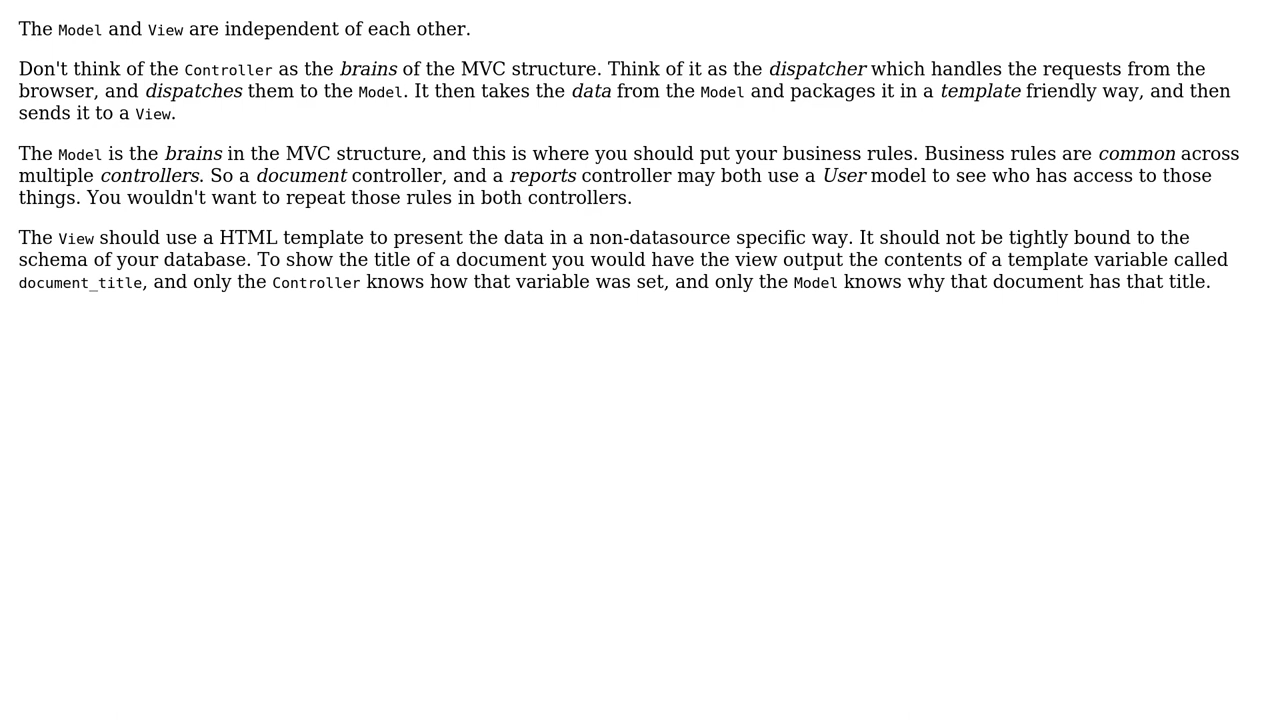 The Model and View are independent of each other.
Don't think of the Controller as the brains of the MVC structure. Think of it as the dispatcher which handles the requests from the
browser, and dispatches them to the Model. It then takes the data from the Model and packages it in a template friendly way, and then
sends it to a View.
The Model is the brains in the MVC structure, and this is where you should put your business rules. Business rules are common across
multiple controllers. So a document controller, and a reports controller may both use a User model to see who has access to those
things. You wouldn't want to repeat those rules in both controllers.
The View should use a HTML template to present the data in a non-datasource specific way. It should not be tightly bound to the
schema of your database. To show the title of a document you would have the view output the contents of a template variable called
document_title, and only the Controller knows how that variable was set, and only the Model knows why that document has that title.